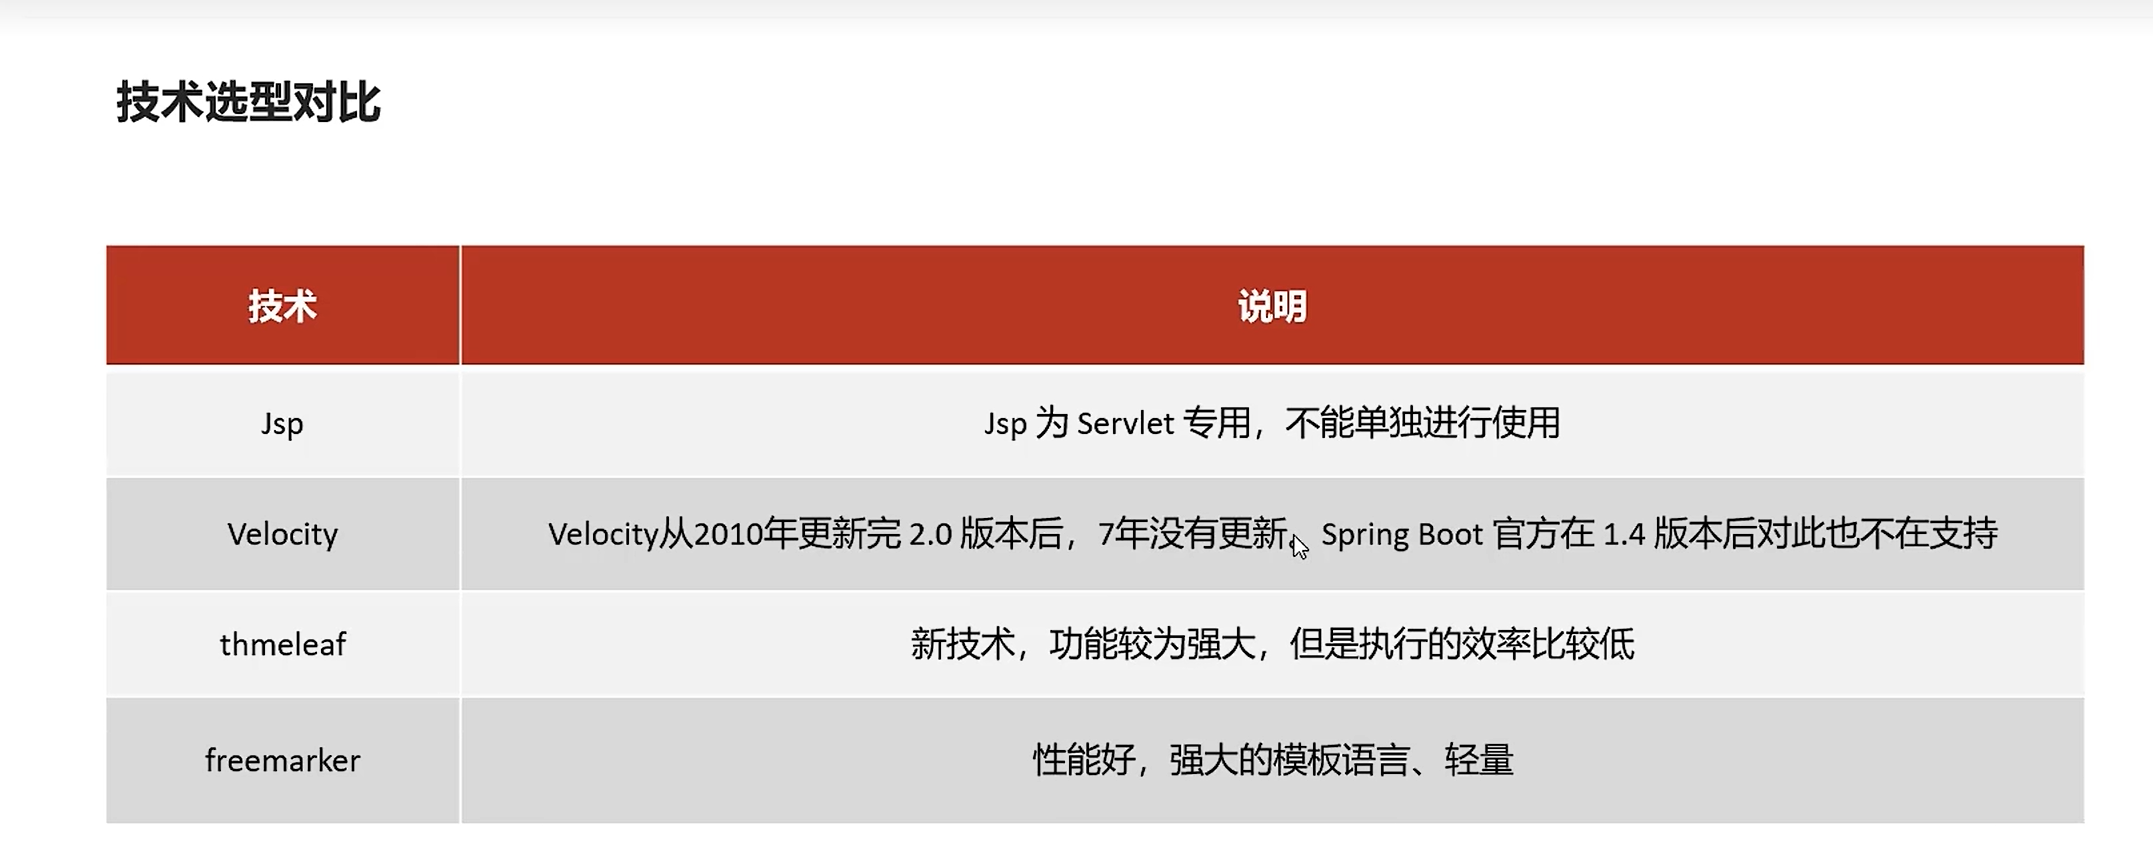 技术选型对比
技术 说明
Jsp Jsp 为 Servlet 专用，不能单独进行使用
Velocity Velocity从2010年更新完 2.0 版本后，7年没有更新。Spring Boot 官方在 1.4 版本后对此也不在支持
thmeleaf 新技术，功能较为强大，但是执行的效率比较低
freemarker 性能好，强大的模板语言、轻量